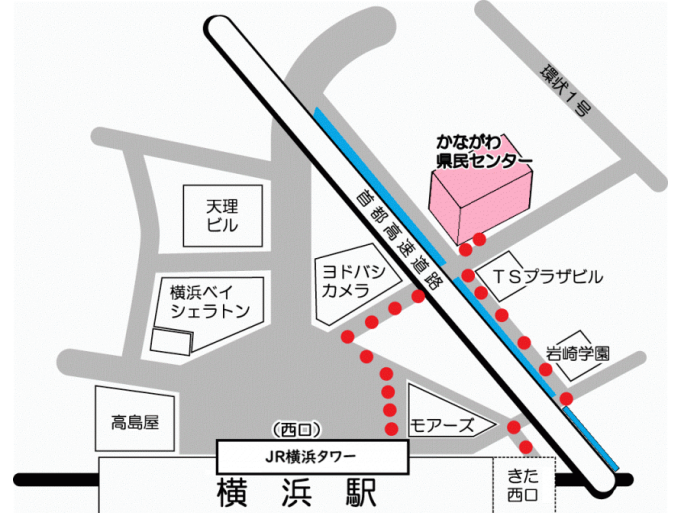 環状1号
かながわ
県民センター
首都高速道路
天理
ビル
ヨドバシ
カメラ
TSプラザビル
横浜ベイ
シェラトン
岩崎学園
高島屋
モアーズ
(西口)
JR横浜タワー
横浜駅
きた
西口